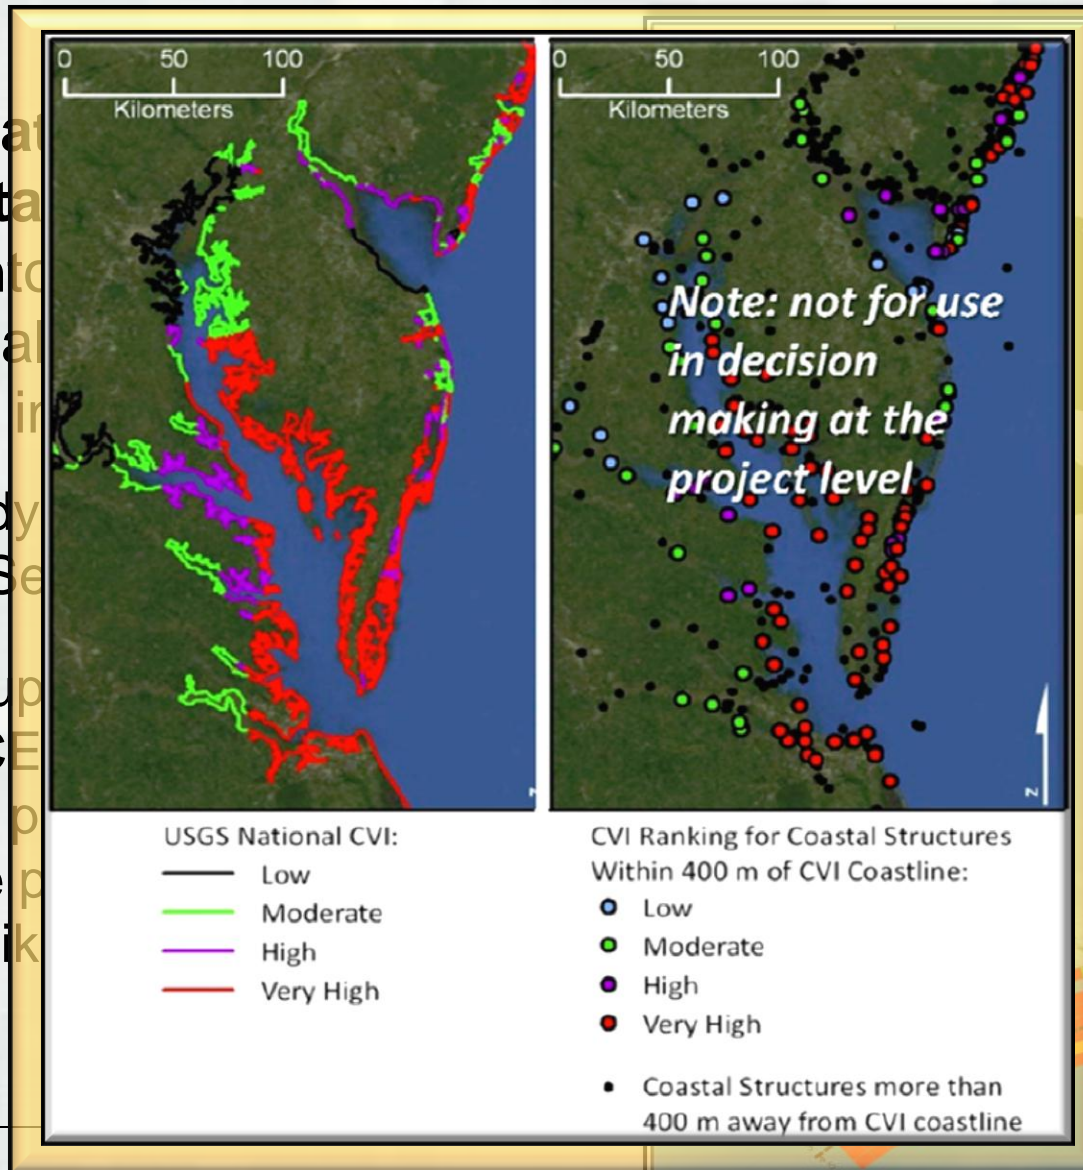 0 50 100
Kilometers
0 50 100
Kilometers
Note: not for use
in decision
making at the
project level
N
N
USGS National CVI:
Low
Moderate
High
Very High
CVI Ranking for Coastal Structures
Within 400 m of CVI Coastline:
Low
Moderate
High
Very High
Coastal Structures more than
400 m away from CVI coastline